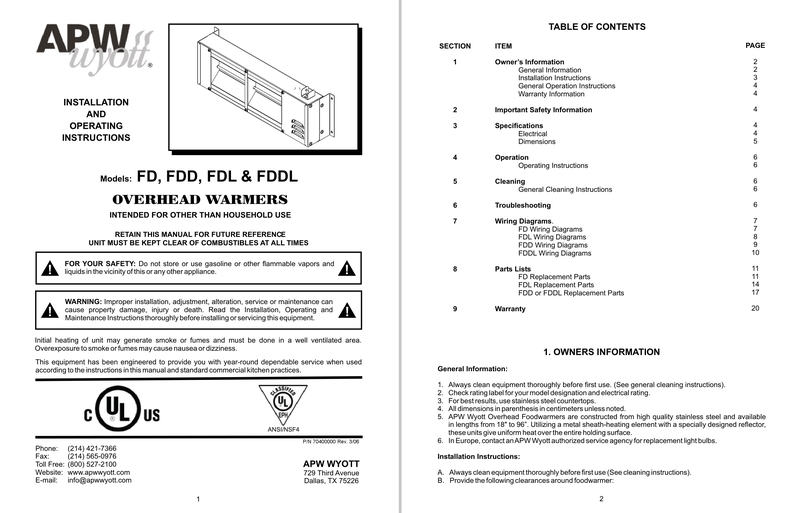 APW
wyott®
INSTALLATION
AND
OPERATING
INSTRUCTIONS
Models: FD, FDD, FDL & FDDL
OVERHEAD WARMERS
INTENDED FOR OTHER THAN HOUSEHOLD USE
RETAIN THIS MANUAL FOR FUTURE REFERENCE
UNIT MUST BE KEPT CLEAR OF COMBUSTIBLES AT ALL TIMES
FOR YOUR SAFETY: Do not store or use gasoline or other flammable vapors and
liquids in the vicinity of this or any other appliance.
WARNING: Improper installation, adjustment, alteration, service or maintenance can
cause property damage, injury or death. Read the Installation, Operating and
Maintenance Instructions thoroughly before installing or servicing this equipment.
Initial heating of unit may generate smoke or fumes and must be done in a well ventilated area.
Overexposure to smoke or fumes may cause nausea or dizziness.
This equipment has been engineered to provide you with year-round dependable service when used
according to the instructions in this manual and standard commercial kitchen practices.
C UL US
CLASSIFIED
UL
EPH
ANSI/NSF4
P/N 70400000 Rev. 3/06
Phone: (214) 421-7366
Fax: (214) 565-0976
Toll Free: (800) 527-2100
Website: www.apwwyott.com
E-mail: info@apwwyott.com
APW WYOTT
729 Third Avenue
Dallas, TX 75226
1
TABLE OF CONTENTS
SECTION ITEM PAGE
1 Owner's Information 2
General Information 2
Installation Instructions 3
General Operation Instructions 4
Warranty Information 4
2 Important Safety Information 4
3 Specifications 4
Electrical 4
Dimensions 5
4 Operation 6
Operating Instructions 6
5 Cleaning 6
General Cleaning Instructions 6
6 Troubleshooting 6
7 Wiring Diagrams. 7
FD Wiring Diagrams 7
FDL Wiring Diagrams 8
FDD Wiring Diagrams 9
FDDL Wiring Diagrams 10
8 Parts Lists 11
FD Replacement Parts 11
FDL Replacement Parts 14
FDD or FDDL Replacement Parts 17
9 Warranty 20
1. OWNERS INFORMATION
General Information:
1. Always clean equipment thoroughly before first use. (See general cleaning instructions).
2. Check rating label for your model designation and electrical rating.
3. For best results, use stainless steel countertops.
4. All dimensions in parenthesis in centimeters unless noted.
5. APW Wyott Overhead Foodwarmers are constructed from high quality stainless steel and available
in lengths from 18" to 96". Utilizing a metal sheath-heating element with a specially designed reflector,
these units give uniform heat over the entire holding surface.
6. In Europe, contact an APW Wyott authorized service agency for replacement light bulbs.
Installation Instructions:
A. Always clean equipment thoroughly before first use (See cleaning instructions).
B. Provide the following clearances around foodwarmer:
2